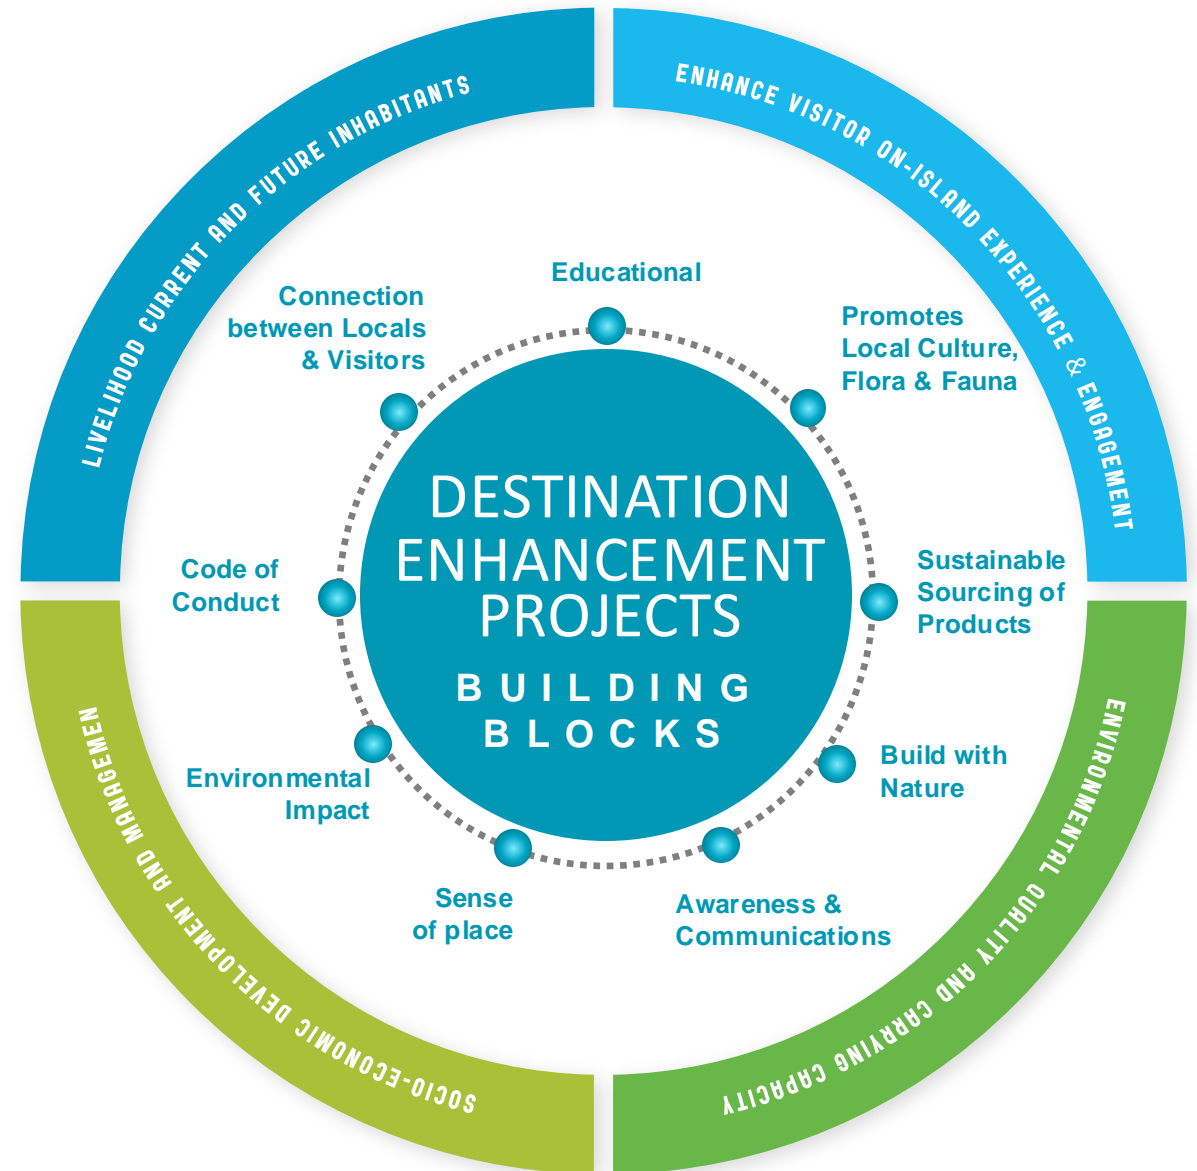 LIVELIHOOD CURRENT AND FUTURE INHABITANTS
ENHANCE VISITOR ON-ISLAND EXPERIENCE & ENGAGEMENT
Educational
Connection
between Locals
& Visitors
Promotes
Local Culture,
Flora & Fauna
DESTINATION
ENHANCEMENT
PROJECTS
BUILDING
BLOCKS
Code of
Conduct
Sustainable
Sourcing of
Products
Environmental
Impact
Build with
Nature
Sense
of place
Awareness &
Communications
SOCIO-ECONOMIC DEVELOPMENT AND MANAGEMEN
ENVIRONMENTAL QUALITY AND CARRYING CAPACITY